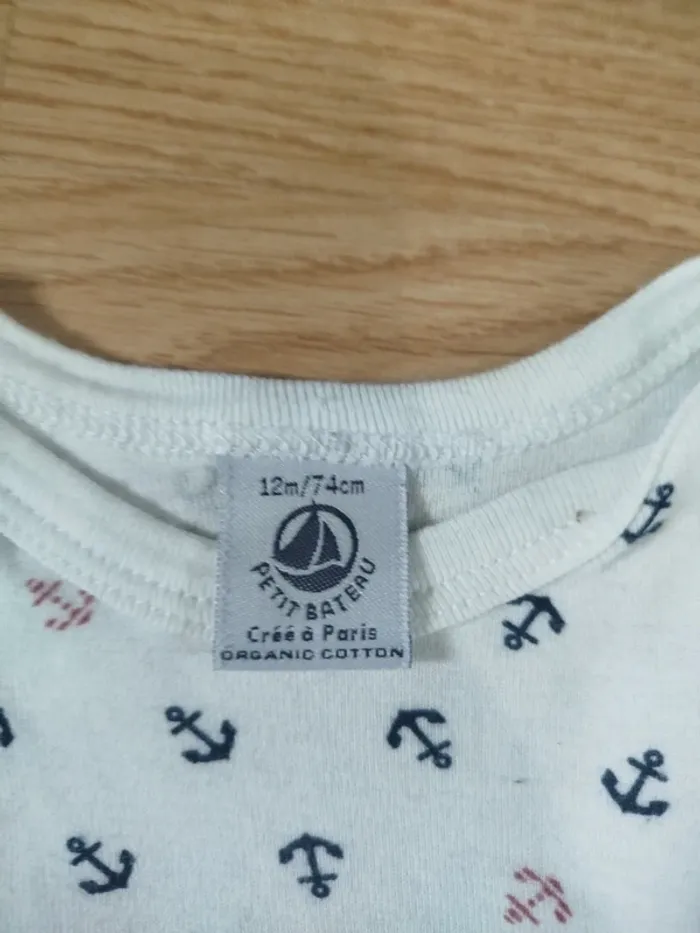 12m/74cm
PETIT BATEAU
Créé à Paris
ORGANIC COTTON